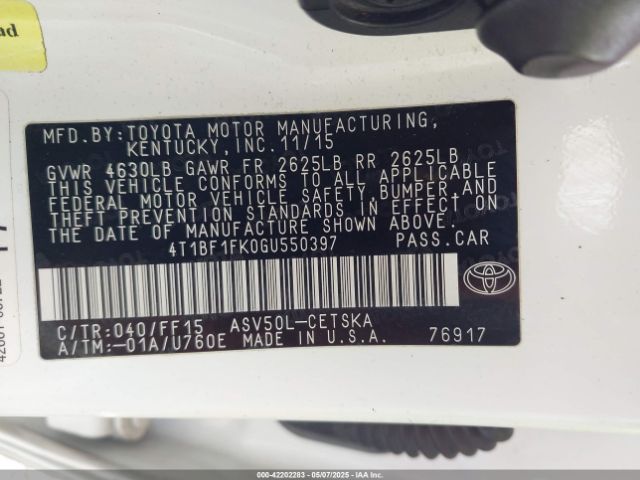 ad
MFD.BY:TOYOTA MOTOR MANUFACTURING,
KENTUCKY, INC.11/15
GVWR 4630LB GAWR FR 2625LB RR 2625LB
THIS VEHICLE CONFORMS TO ALL APPLICABLE
FEDERAL MOTOR VEHICLE SAFETY, BUMPER, AND
THEFT PREVENTION STANDARDS IN EFFECT ON
THE DATE OF MANUFACTURE SHOWN ABOVE.
4T1BF1FK0GU550397 PASS.CAR
C/TR:040/FF15 ASV50L-CETSKA
A/TM:-01A/U760E MADE IN U.S.A. 76917
000-42202283 - 05/07/2025 - IAAI.COM